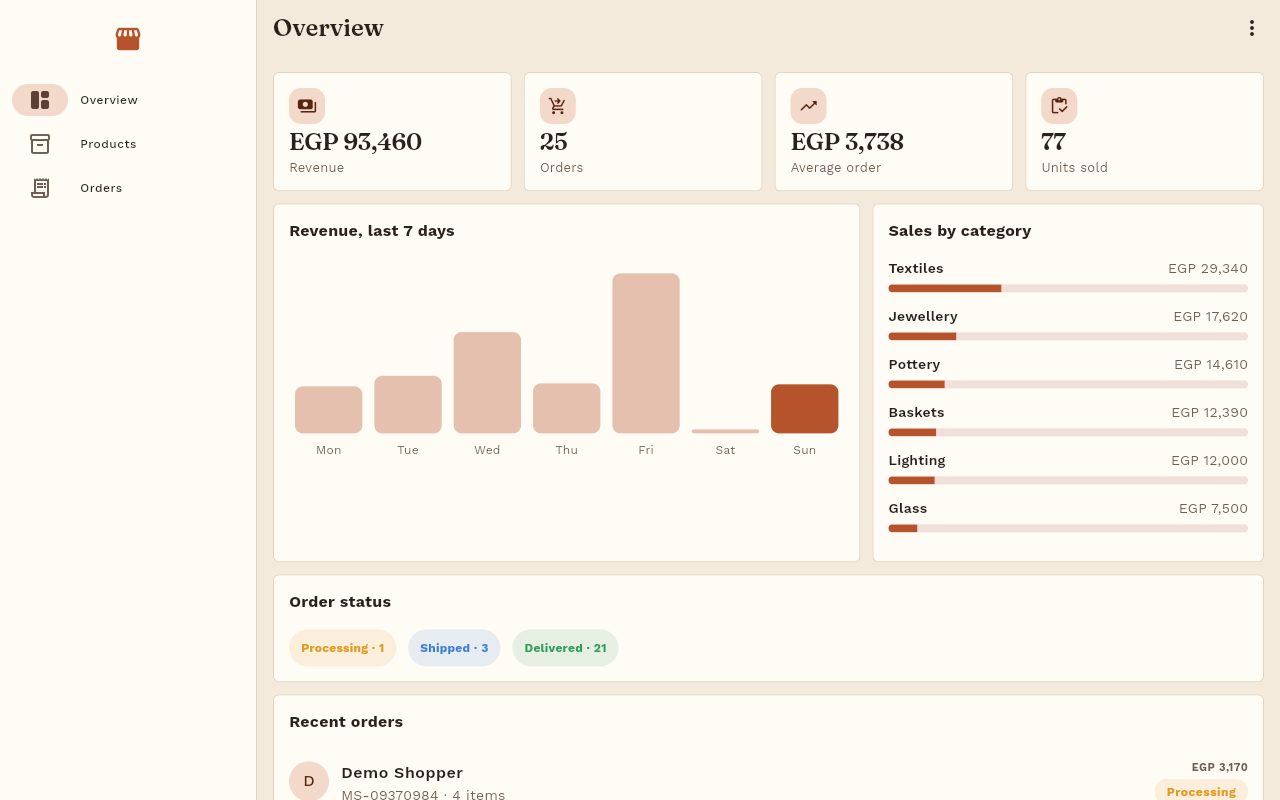 Overview
Overview
Products
Orders
EGP 93,460
Revenue
25
Orders
EGP 3,738
Average order
77
Units sold
Revenue, last 7 days
Mon Tue Wed Thu Fri Sat Sun
Sales by category
Textiles EGP 29,340
Jewellery EGP 17,620
Pottery EGP 14,610
Baskets EGP 12,390
Lighting EGP 12,000
Glass EGP 7,500
Order status
Processing · 1 Shipped · 3 Delivered · 21
Recent orders
D
Demo Shopper
MS-09370984 · 4 items
EGP 3,170
Processing